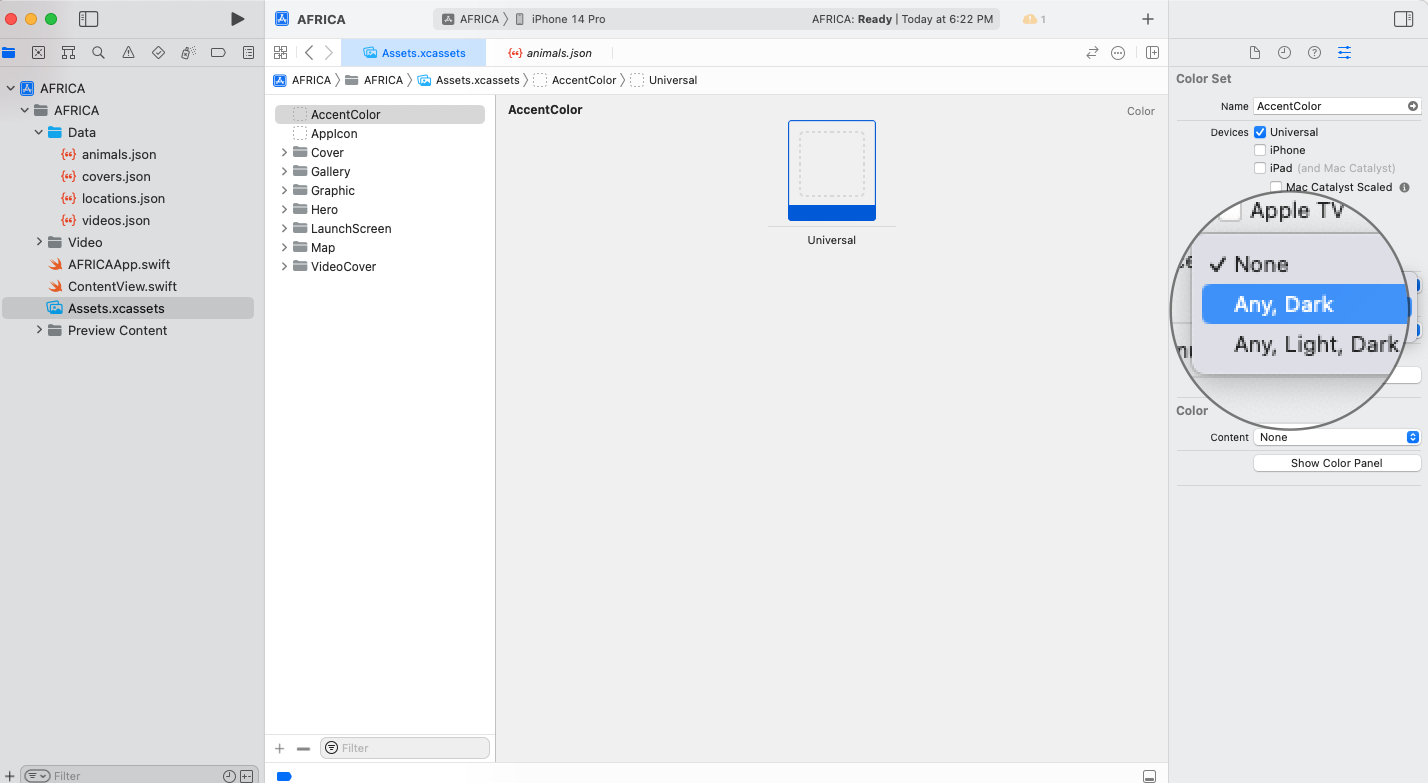 AFRICA
AFRICA
iPhone 14 Pro
AFRICA: Ready | Today at 6:22 PM
1
Assets.xcassets
animals.json
AFRICA
AFRICA
Assets.xcassets
AccentColor
Universal
AFRICA
AFRICA
Data
animals.json
covers.json
locations.json
videos.json
Video
AFRICAApp.swift
ContentView.swift
Assets.xcassets
Preview Content
Filter
AccentColor
AppIcon
Cover
Gallery
Graphic
Hero
LaunchScreen
Map
VideoCover
Filter
AccentColor
Color
Universal
Color Set
Name AccentColor
Devices Universal
iPhone
iPad (and Mac Catalyst)
Mac Catalyst Scaled
Apple TV
None
Any, Dark
Any, Light, Dark
Color
Content None
Show Color Panel